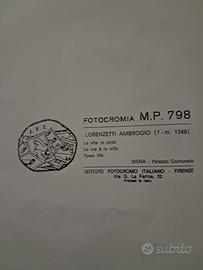 FOTOCROMIA M.P. 798
LORENZETTI AMBROGIO (? - m. 1348)
La vita in città
La vie à la ville
Town life
SIENA - Palazzo Comunale
ISTITUTO FOTOCROMO ITALIANO - FIRENZE
Via G. La Farina, 52
Printed in Italy
subito